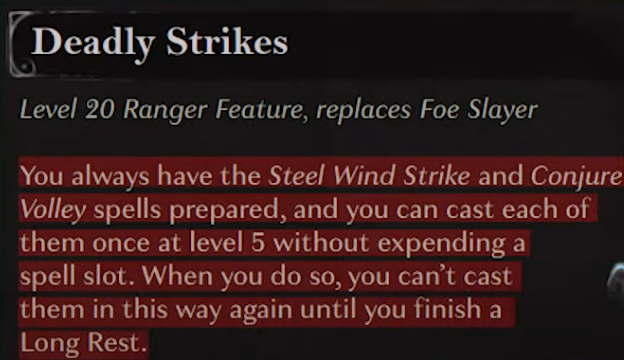 Deadly Strikes
Level 20 Ranger Feature, replaces Foe Slayer
You always have the Steel Wind Strike and Conjure
Volley spells prepared, and you can cast each of
them once at level 5 without expending a
spell slot. When you do so, you can't cast
them in this way again until you finish a
Long Rest.